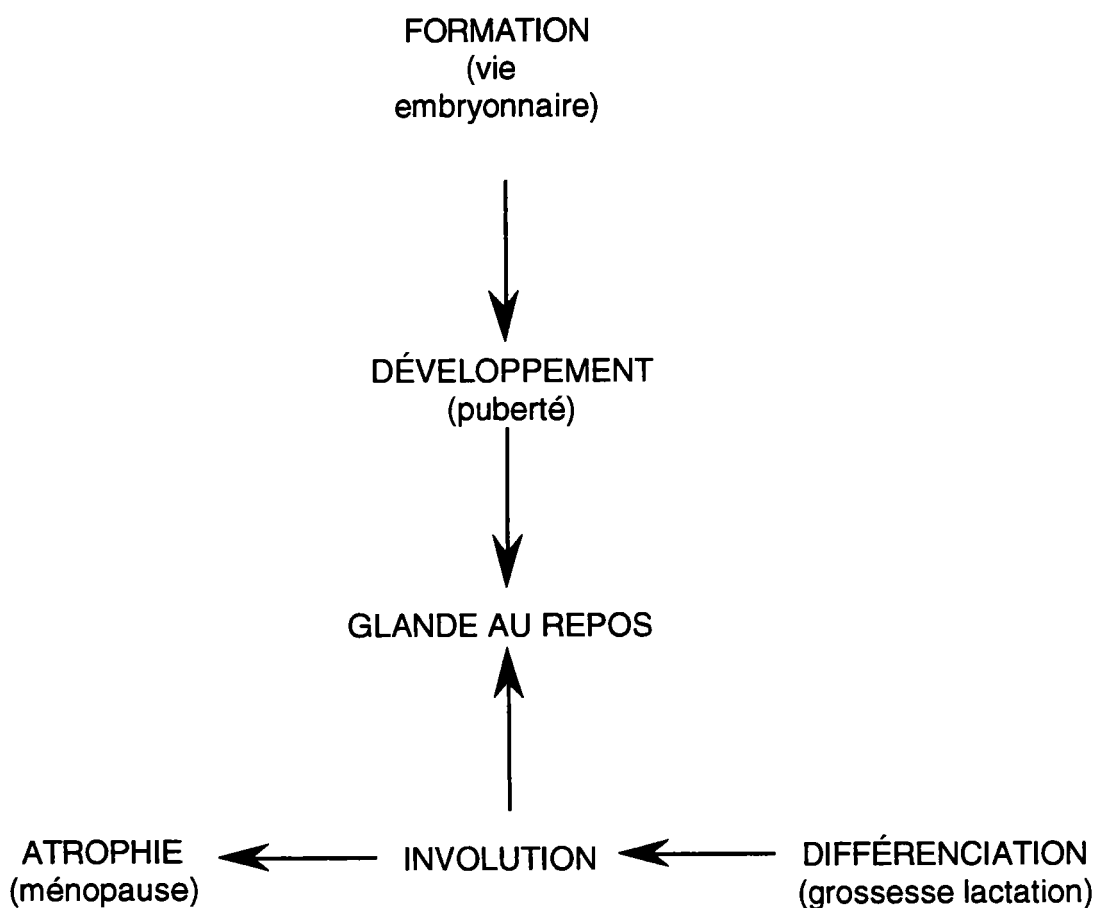 FORMATION
(vie
embryonnaire)
DÉVELOPPEMENT
(puberté)
GLANDE AU REPOS
ATROPHIE
(ménopause)
INVOLUTION
DIFFÉRENCIATION
(grossesse lactation)